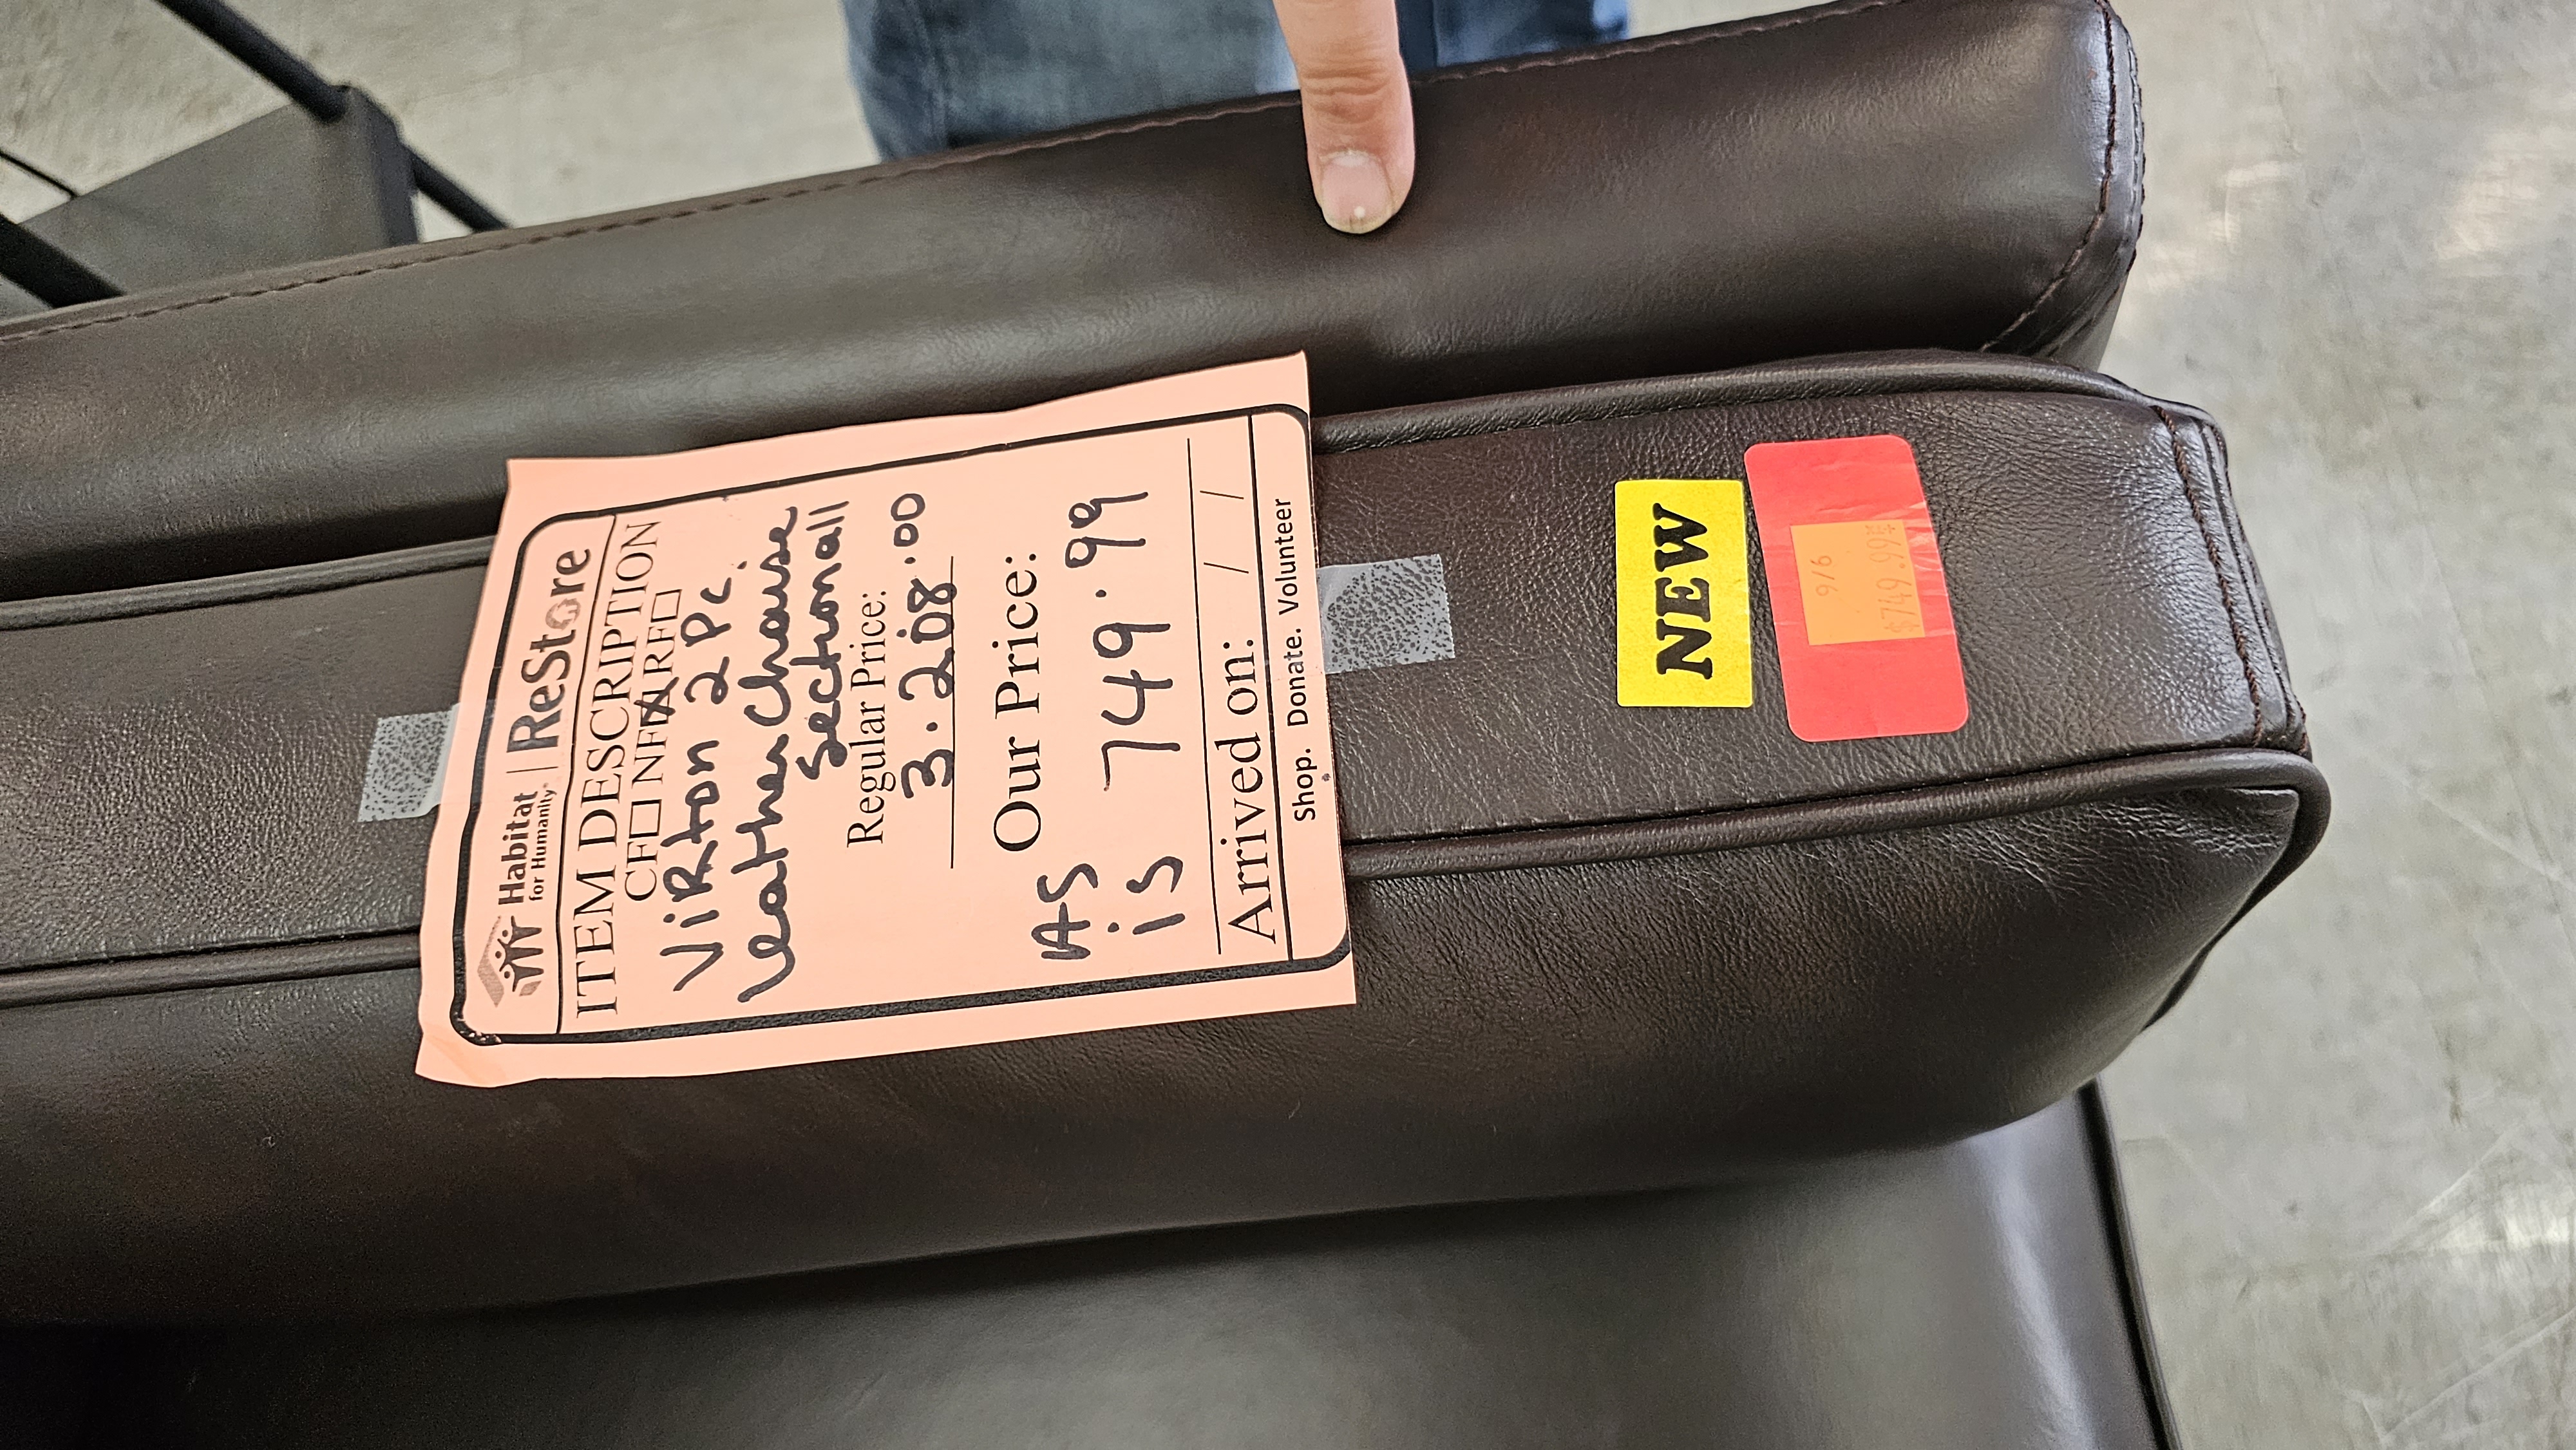 Habitat for Humanity® | ReStore
ITEM DESCRIPTION
CF☐ NF☒ RF☐
ViRton 2 Pc.
leather Chaise
Sectionall
Regular Price:
3.208.00
Our Price:
AS
is 749.99
Arrived on: / /
Shop. Donate. Volunteer
NEW
9/6
$749.99